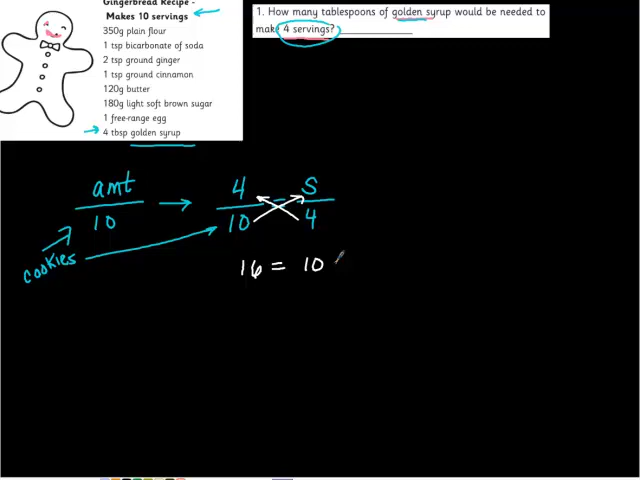 Gingerbread Recipe -
Makes 10 servings
350g plain flour
1 tsp bicarbonate of soda
2 tsp ground ginger
1 tsp ground cinnamon
120g butter
180g light soft brown sugar
1 free-range egg
4 tbsp golden syrup
1. How many tablespoons of golden syrup would be needed to
make 4 servings? ____________
amt 4 S
10 → 10 = 4
cookies
16 = 10